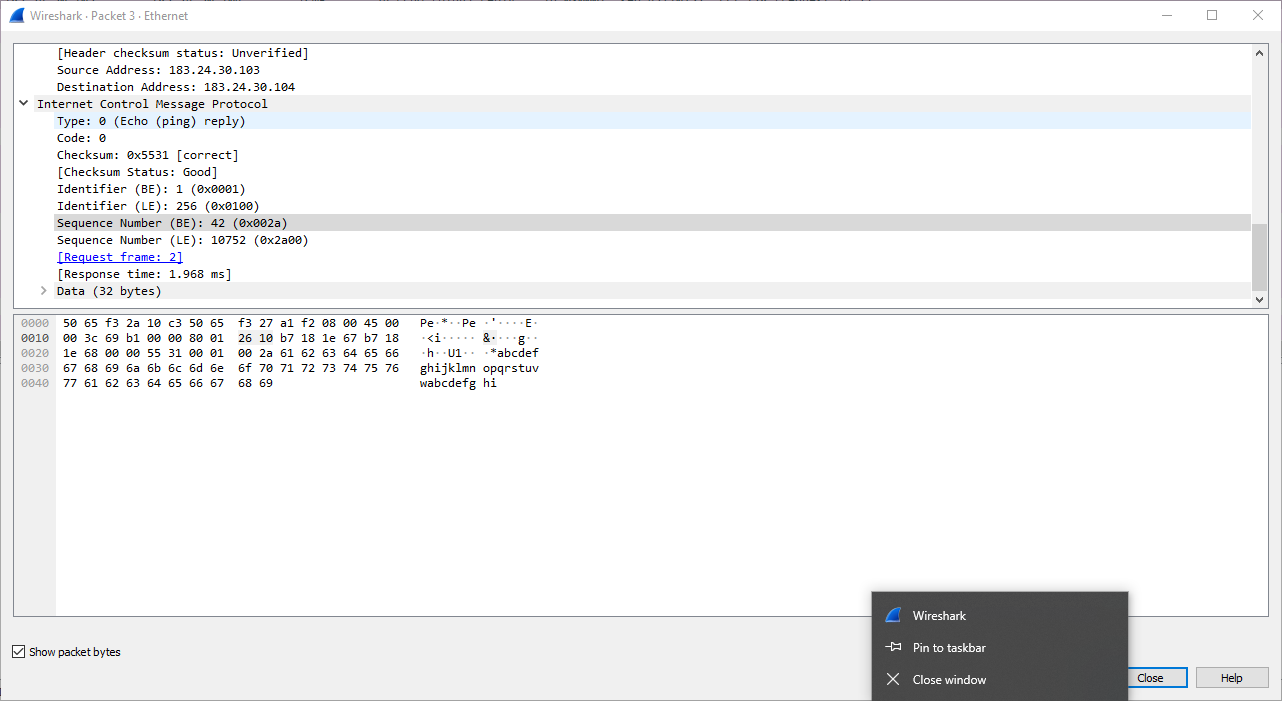 Wireshark · Packet 3 · Ethernet
[Header checksum status: Unverified]
Source Address: 183.24.30.103
Destination Address: 183.24.30.104
Internet Control Message Protocol
Type: 0 (Echo (ping) reply)
Code: 0
Checksum: 0x5531 [correct]
[Checksum Status: Good]
Identifier (BE): 1 (0x0001)
Identifier (LE): 256 (0x0100)
Sequence Number (BE): 42 (0x002a)
Sequence Number (LE): 10752 (0x2a00)
[Request frame: 2]
[Response time: 1.968 ms]
Data (32 bytes)
0000 50 65 f3 2a 10 c3 50 65 f3 27 a1 f2 08 00 45 00 Pe·*··Pe ·'····E·
0010 00 3c 69 b1 00 00 80 01 26 10 b7 18 1e 67 b7 18 ·<i····· &····g··
0020 1e 68 00 00 55 31 00 01 00 2a 61 62 63 64 65 66 ·h··U1·· ·*abcdef
0030 67 68 69 6a 6b 6c 6d 6e 6f 70 71 72 73 74 75 76 ghijklmn opqrstuv
0040 77 61 62 63 64 65 66 67 68 69 wabcdefg hi
Show packet bytes
Wireshark
Pin to taskbar
Close window
Close
Help